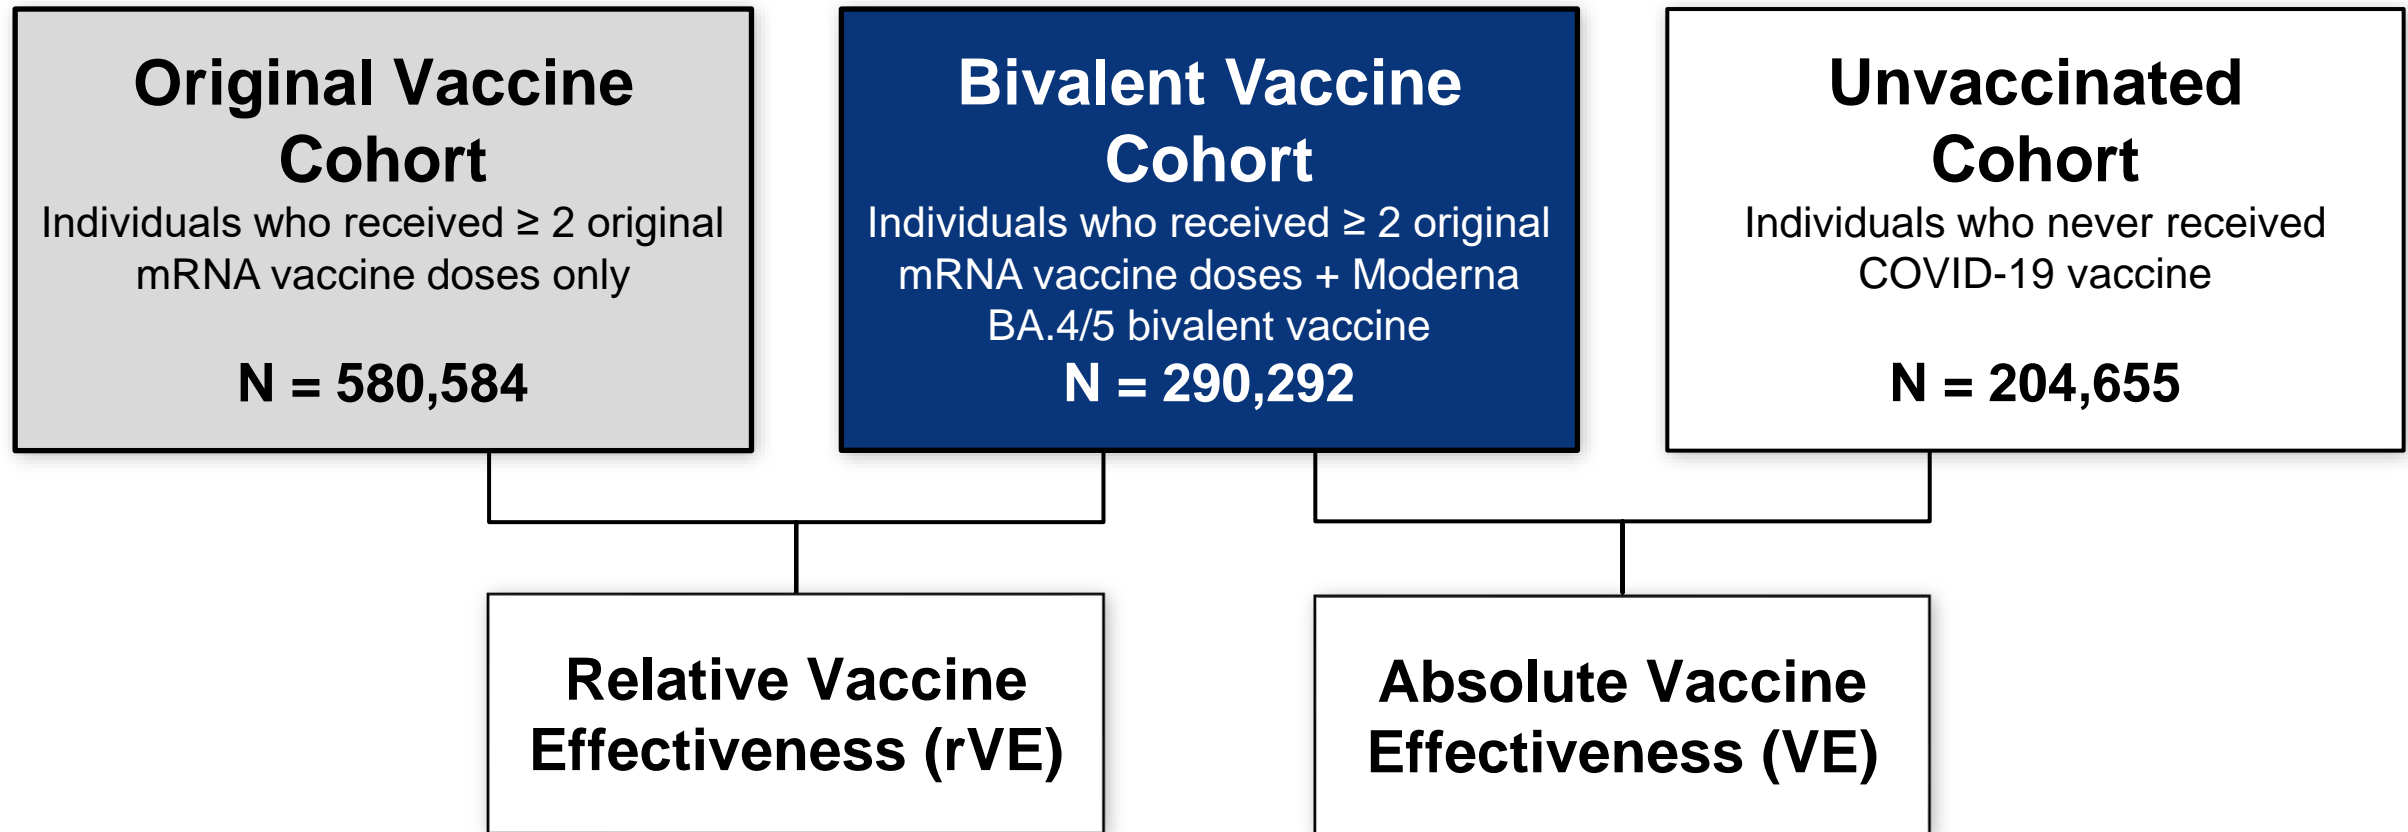 Original Vaccine
Cohort
Individuals who received ≥ 2 original
mRNA vaccine doses only
N = 580,584
Bivalent Vaccine
Cohort
Individuals who received ≥ 2 original
mRNA vaccine doses + Moderna
BA.4/5 bivalent vaccine
N = 290,292
Unvaccinated
Cohort
Individuals who never received
COVID-19 vaccine
N = 204,655
Relative Vaccine
Effectiveness (rVE)
Absolute Vaccine
Effectiveness (VE)